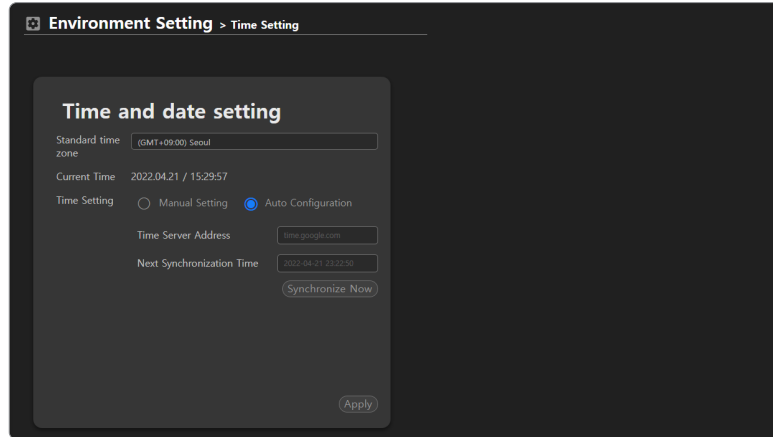 Environment Setting > Time Setting
Time and date setting
Standard time zone
(GMT+09:00) Seoul
Current Time 2022.04.21 / 15:29:57
Time Setting Manual Setting Auto Configuration
Time Server Address time.google.com
Next Synchronization Time 2022-04-21 23:22:50
Synchronize Now
Apply